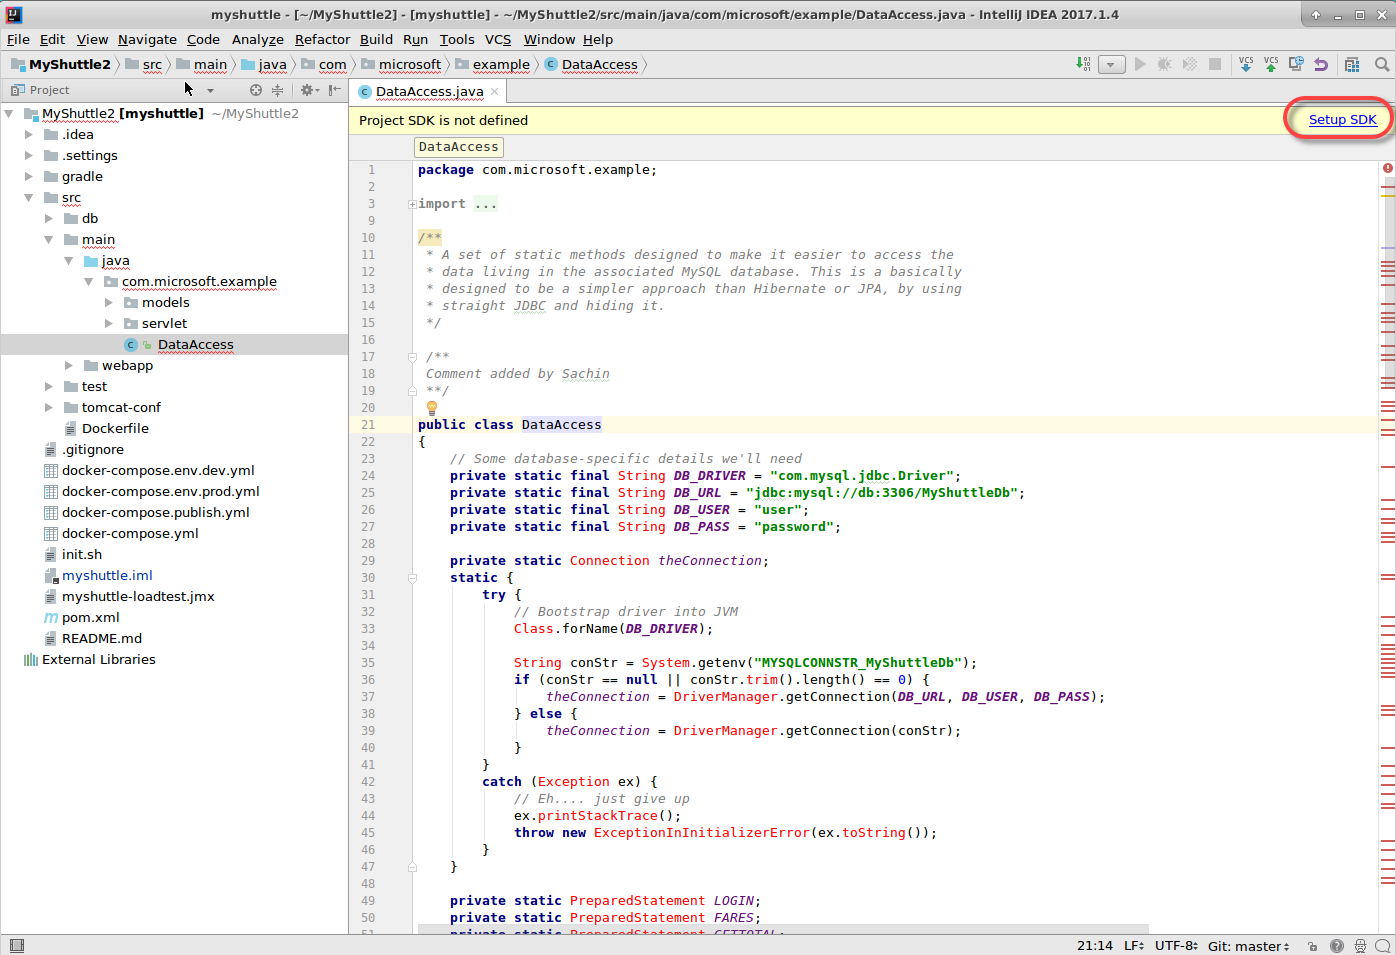 myshuttle - [~/MyShuttle2] - [myshuttle] - ~/MyShuttle2/src/main/java/com/microsoft/example/DataAccess.java - IntelliJ IDEA 2017.1.4
File Edit View Navigate Code Analyze Refactor Build Run Tools VCS Window Help
MyShuttle2 src main java com microsoft example DataAccess
VCS VCS
Project
DataAccess.java
Project SDK is not defined
Setup SDK
MyShuttle2 [myshuttle] ~/MyShuttle2
.idea
.settings
gradle
src
db
main
java
com.microsoft.example
models
servlet
DataAccess
webapp
test
tomcat-conf
Dockerfile
.gitignore
docker-compose.env.dev.yml
docker-compose.env.prod.yml
docker-compose.publish.yml
docker-compose.yml
init.sh
myshuttle.iml
myshuttle-loadtest.jmx
pom.xml
README.md
External Libraries
DataAccess
1 package com.microsoft.example;
2
3 import ...
9
10 /**
11 * A set of static methods designed to make it easier to access the
12 * data living in the associated MySQL database. This is a basically
13 * designed to be a simpler approach than Hibernate or JPA, by using
14 * straight JDBC and hiding it.
15 */
16
17 /**
18 Comment added by Sachin
19 **/
20
21 public class DataAccess
22 {
23 // Some database-specific details we'll need
24 private static final String DB_DRIVER = "com.mysql.jdbc.Driver";
25 private static final String DB_URL = "jdbc:mysql://db:3306/MyShuttleDb";
26 private static final String DB_USER = "user";
27 private static final String DB_PASS = "password";
28
29 private static Connection theConnection;
30 static {
31 try {
32 // Bootstrap driver into JVM
33 Class.forName(DB_DRIVER);
34
35 String conStr = System.getenv("MYSQLCONNSTR_MyShuttleDb");
36 if (conStr == null || conStr.trim().length() == 0) {
37 theConnection = DriverManager.getConnection(DB_URL, DB_USER, DB_PASS);
38 } else {
39 theConnection = DriverManager.getConnection(conStr);
40 }
41 }
42 catch (Exception ex) {
43 // Eh.... just give up
44 ex.printStackTrace();
45 throw new ExceptionInInitializerError(ex.toString());
46 }
47 }
48
49 private static PreparedStatement LOGIN;
50 private static PreparedStatement FARES;
51 private static PreparedStatement GETTOTAL;
21:14 LF UTF-8 Git: master